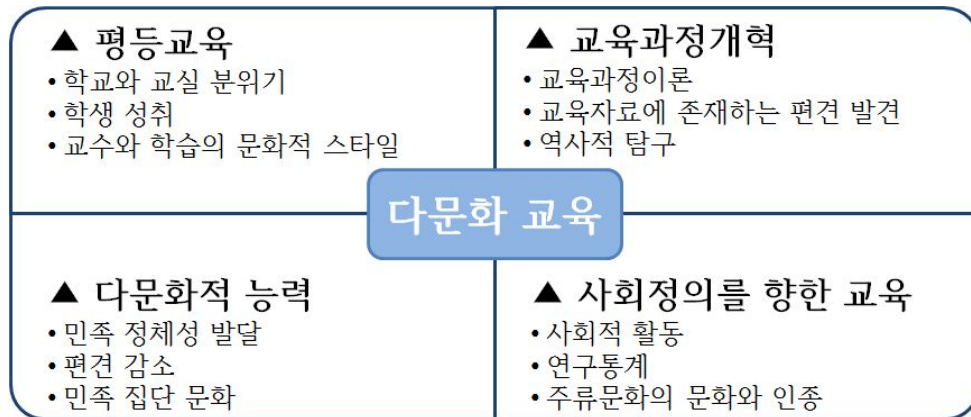 ▲ 평등교육
• 학교와 교실 분위기
• 학생 성취
• 교수와 학습의 문화적 스타일
▲ 교육과정개혁
• 교육과정이론
• 교육자료에 존재하는 편견 발견
• 역사적 탐구
다문화 교육
▲ 다문화적 능력
• 민족 정체성 발달
• 편견 감소
• 민족 집단 문화
▲ 사회정의를 향한 교육
• 사회적 활동
• 연구통계
• 주류문화의 문화와 인종